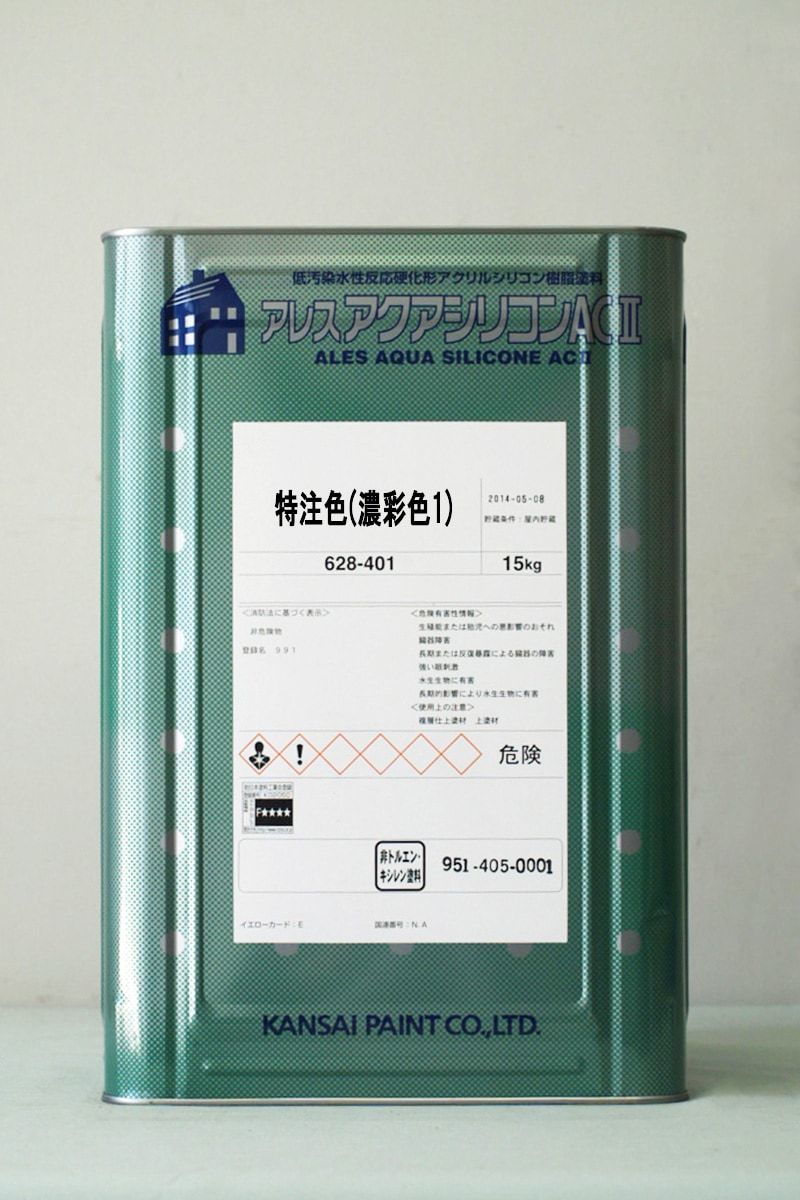 低汚染水性反応硬化形アクリルシリコン樹脂塗料
アレスアクアシリコンACⅡ
ALES AQUA SILICONE ACⅡ
特注色(濃彩色1)
2014-05-08
貯蔵条件：屋内貯蔵
628-401
15kg
＜消防法に基づく表示＞
非危険物
登録名 991
＜危険有害性情報＞
生殖能または胎児への悪影響のおそれ
臓器障害
長期または反復暴露による臓器の障害
強い眼刺激
水生生物に有害
長期的影響により水生生物に有害
＜使用上の注意＞
複層仕上塗材 上塗材
危険
F★★★★
非トルエン・
キシレン塗料
951-405-0001
イエローカード：E
国連番号：N.A
KANSAI PAINT CO.,LTD.